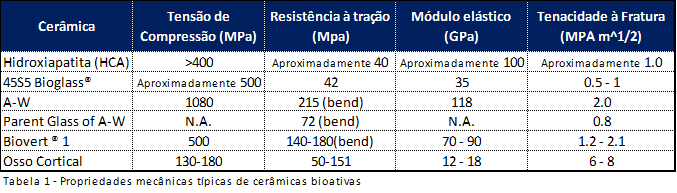 Cerâmica Tensão de Compressão (MPa) Resistência à tração (Mpa) Módulo elástico (GPa) Tenacidade à Fratura (MPA m^1/2)
Hidroxiapatita (HCA) >400 Aproximadamente 40 Aproximadamente 100 Aproximadamente 1.0
45S5 Bioglass® Aproximadamente 500 42 35 0.5 - 1
A-W 1080 215 (bend) 118 2.0
Parent Glass of A-W N.A. 72 (bend) N.A. 0.8
Biovert ® 1 500 140-180(bend) 70 - 90 1.2 - 2.1
Osso Cortical 130-180 50-151 12 - 18 6 - 8
Tabela 1 - Propriedades mecânicas típicas de cerâmicas bioativas